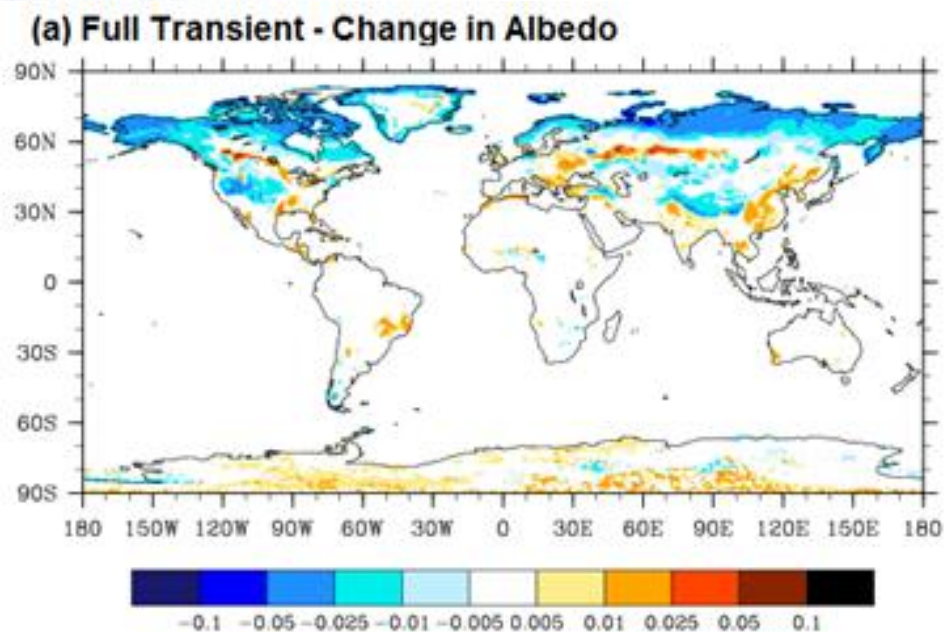 (a) Full Transient - Change in Albedo
90N
60N
30N
0
30S
60S
90S
180 150W 120W 90W 60W 30W 0 30E 60E 90E 120E 150E 180
−0.1 −0.05 −0.025 −0.01 −0.005 0.005 0.01 0.025 0.05 0.1